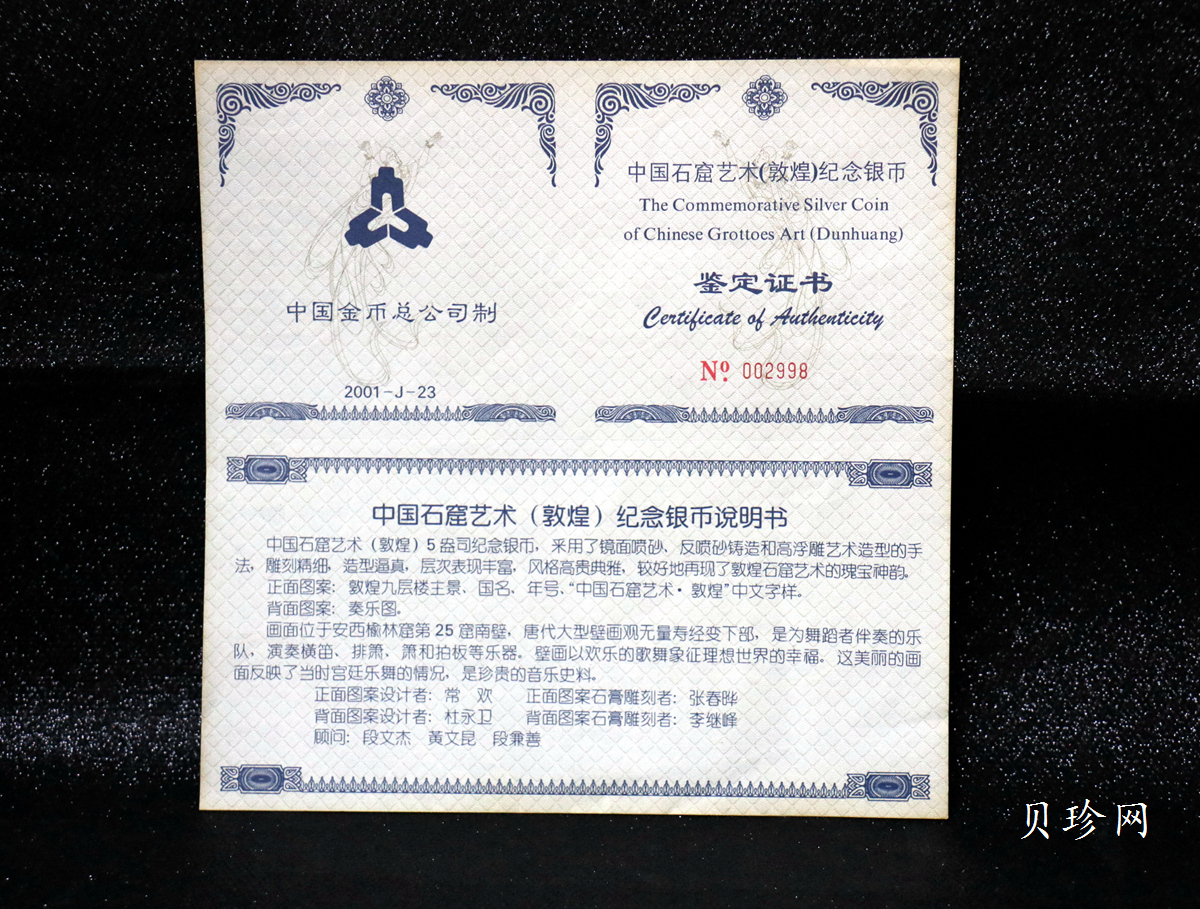 中国金币总公司制
2001-J-23
中国石窟艺术(敦煌)纪念银币
The Commemorative Silver Coin
of Chinese Grottoes Art (Dunhuang)
鉴定证书
Certificate of Authenticity
Nº. 002998
中国石窟艺术(敦煌)纪念银币说明书
中国石窟艺术(敦煌)5盎司纪念银币,采用了镜面喷砂、反喷砂铸造和高浮雕艺术造型的手
法,雕刻精细,造型逼真,层次表现丰富,风格高贵典雅,较好地再现了敦煌石窟艺术的瑰宝神韵。
正面图案:敦煌九层楼主景、国名、年号、“中国石窟艺术·敦煌”中文字样。
背面图案:奏乐图。
画面位于安西榆林窟第25窟南壁,唐代大型壁画观无量寿经变下部,是为舞蹈者伴奏的乐
队,演奏横笛、排箫、箫和拍板等乐器。壁画以欢乐的歌舞象征理想世界的幸福。这美丽的画
面反映了当时宫廷乐舞的情况,是珍贵的音乐史料。
正面图案设计者:常 欢 正面图案石膏雕刻者:张春晔
背面图案设计者:杜永卫 背面图案石膏雕刻者:李继峰
顾问:段文杰 黄文昆 段兼善
贝珍网